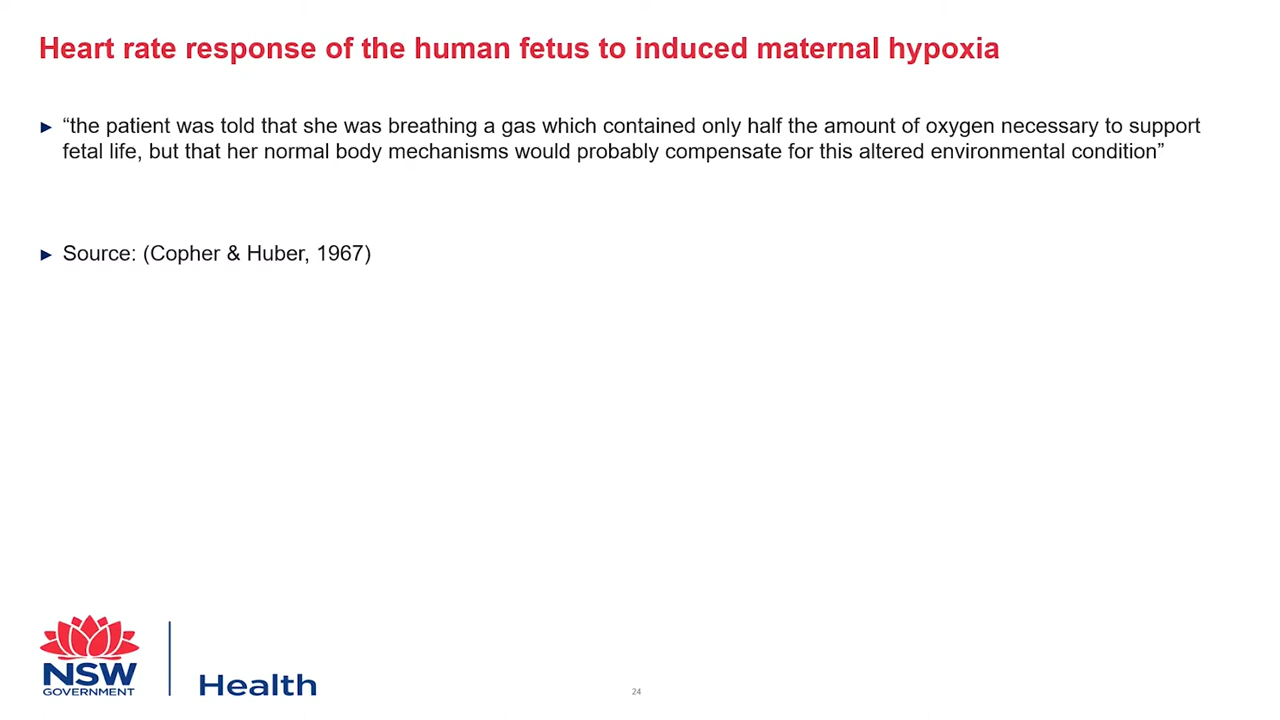 Heart rate response of the human fetus to induced maternal hypoxia
► “the patient was told that she was breathing a gas which contained only half the amount of oxygen necessary to support
fetal life, but that her normal body mechanisms would probably compensate for this altered environmental condition”
► Source: (Copher & Huber, 1967)
NSW
GOVERNMENT
Health
24